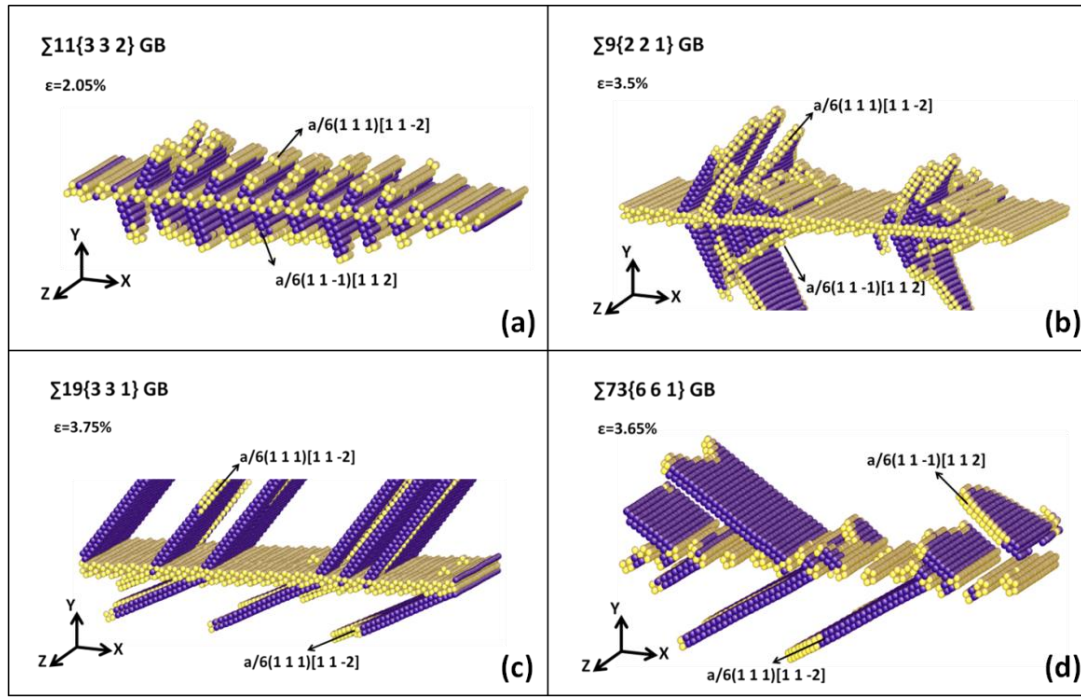 ∑11{3 3 2} GB
ε=2.05%
a/6(1 1 1)[1 1 -2]
a/6(1 1 -1)[1 1 2]
Y
X
Z
(a)
∑9{2 2 1} GB
ε=3.5%
a/6(1 1 1)[1 1 -2]
a/6(1 1 -1)[1 1 2]
Y
X
Z
(b)
∑19{3 3 1} GB
ε=3.75%
a/6(1 1 1)[1 1 -2]
a/6(1 1 1)[1 1 -2]
Y
X
Z
(c)
∑73{6 6 1} GB
ε=3.65%
a/6(1 1 -1)[1 1 2]
a/6(1 1 1)[1 1 -2]
Y
X
Z
(d)